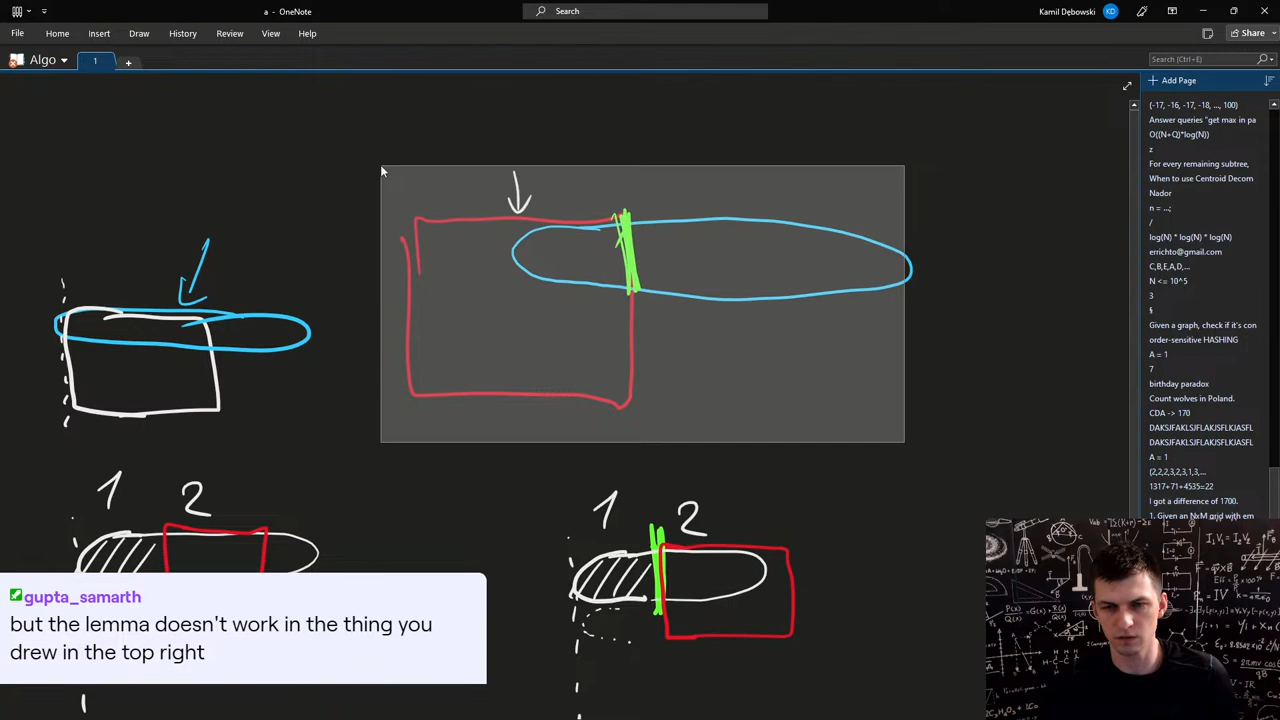 a - OneNote
Search
Kamil Dębowski
KD
File Home Insert Draw History Review View Help
Share
Algo
1
Search (Ctrl+E)
Add Page
(-17, -16, -17, -18, ..., 100)
Answer queries "get max in pa
O((N+Q)*log(N))
z
For every remaining subtree,
When to use Centroid Decom
Nador
n = ..;
/
log(N) * log(N) * log(N)
errichto@gmail.com
C,B,E,A,D,...
N <= 10^5
3
§
Given a graph, check if it's con
order-sensitive HASHING
A = 1
7
birthday paradox
Count wolves in Poland.
CDA -> 170
DAKSJFAKLSJFLAKJSFLKJASFL
DAKSJFAKLSJFLAKJSFLKJASFL
A = 1
{2,2,2,3,2,3,1,3,...
1317+71+4535=22
I got a difference of 1700.
1. Given an NxM grid with em
1 2
1 2
gupta_samarth
but the lemma doesn't work in the thing you
drew in the top right